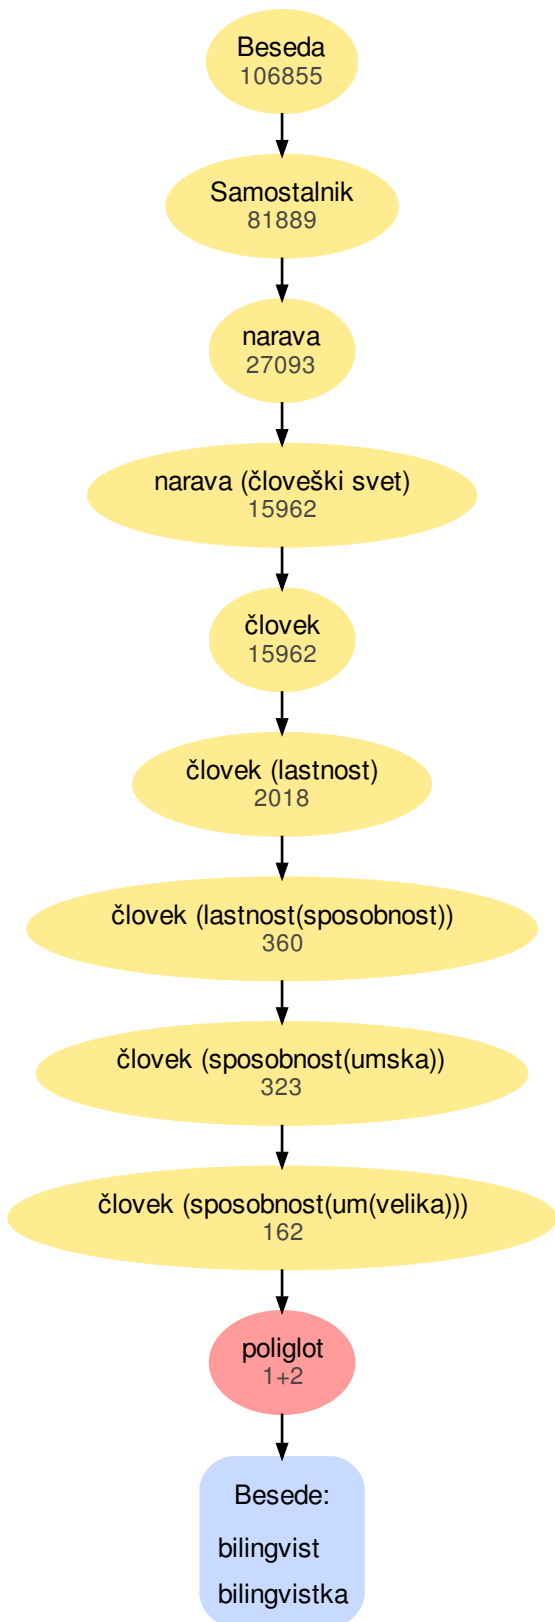 Beseda
106855
Samostalnik
81889
narava
27093
narava (človeški svet)
15962
človek
15962
človek (lastnost)
2018
človek (lastnost(sposobnost))
360
človek (sposobnost(umska))
323
človek (sposobnost(um(velika)))
162
poliglot
1+2
Besede:
bilingvist
bilingvistka